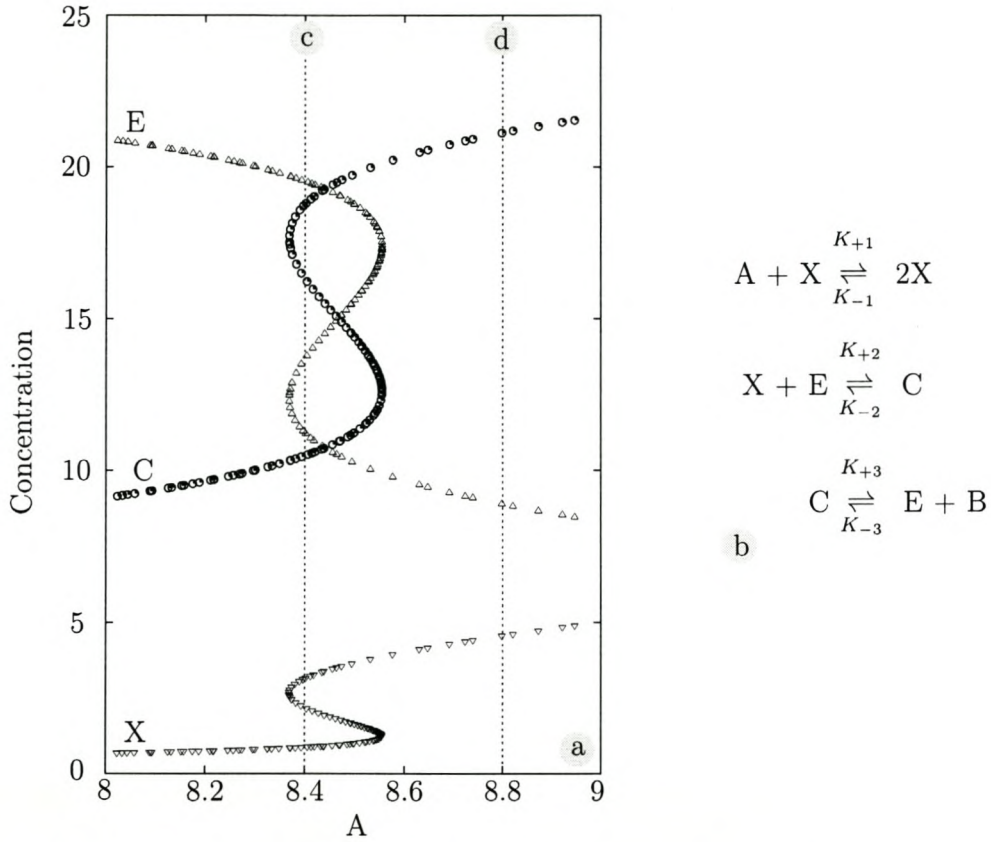 25
20
15
10
5
0
Concentration
c
d
E
C
X
a
8
8.2
8.4
8.6
8.8
9
A
K+1
A + X ⇌ 2X
K−1
K+2
X + E ⇌ C
K−2
K+3
C ⇌ E + B
K−3
b